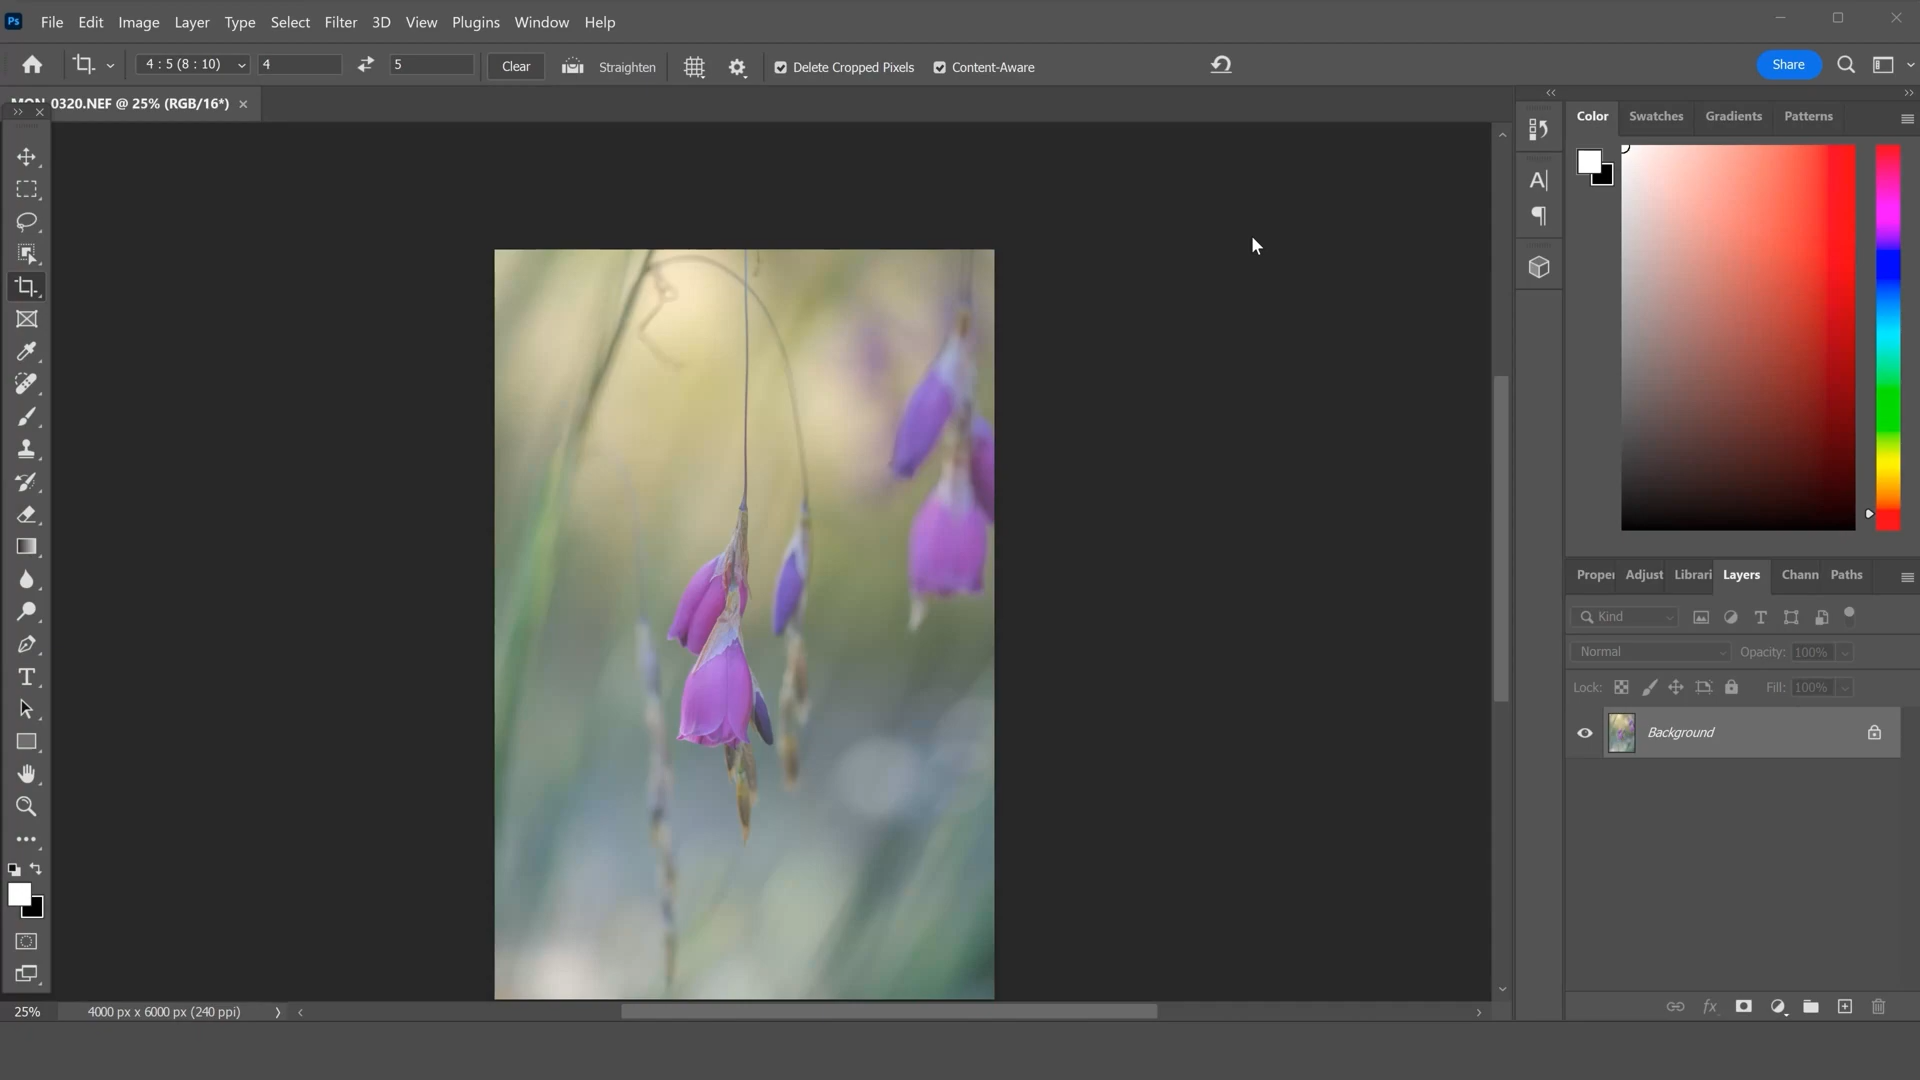 Ps File Edit Image Layer Type Select Filter 3D View Plugins Window Help
4 : 5 (8 : 10) 4 5 Clear Straighten Delete Cropped Pixels Content-Aware Share
0320.NEF @ 25% (RGB/16*)
Color Swatches Gradients Patterns
Proper Adjust Librari Layers Chann Paths
Kind
Normal Opacity: 100%
Lock: Fill: 100%
Background
25% 4000 px x 6000 px (240 ppi)